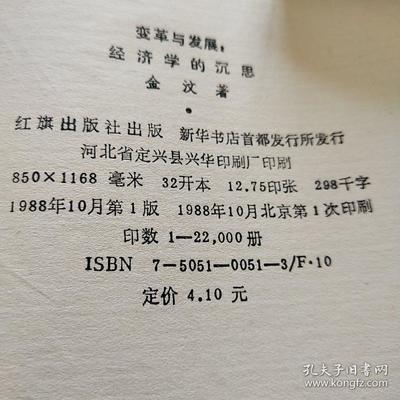 变革与发展:
经济学的沉思
金汶著
•
红旗出版社出版 新华书店首都发行所发行
河北省定兴县兴华印刷厂印刷
850×1168 毫米 32开本 12.75印张 298千字
1988年10月第1版 1988年10月北京第1次印刷
印数 1—22,000册
ISBN 7—5051—0051—3/F·10
定价 4.10 元
孔夫子旧书网